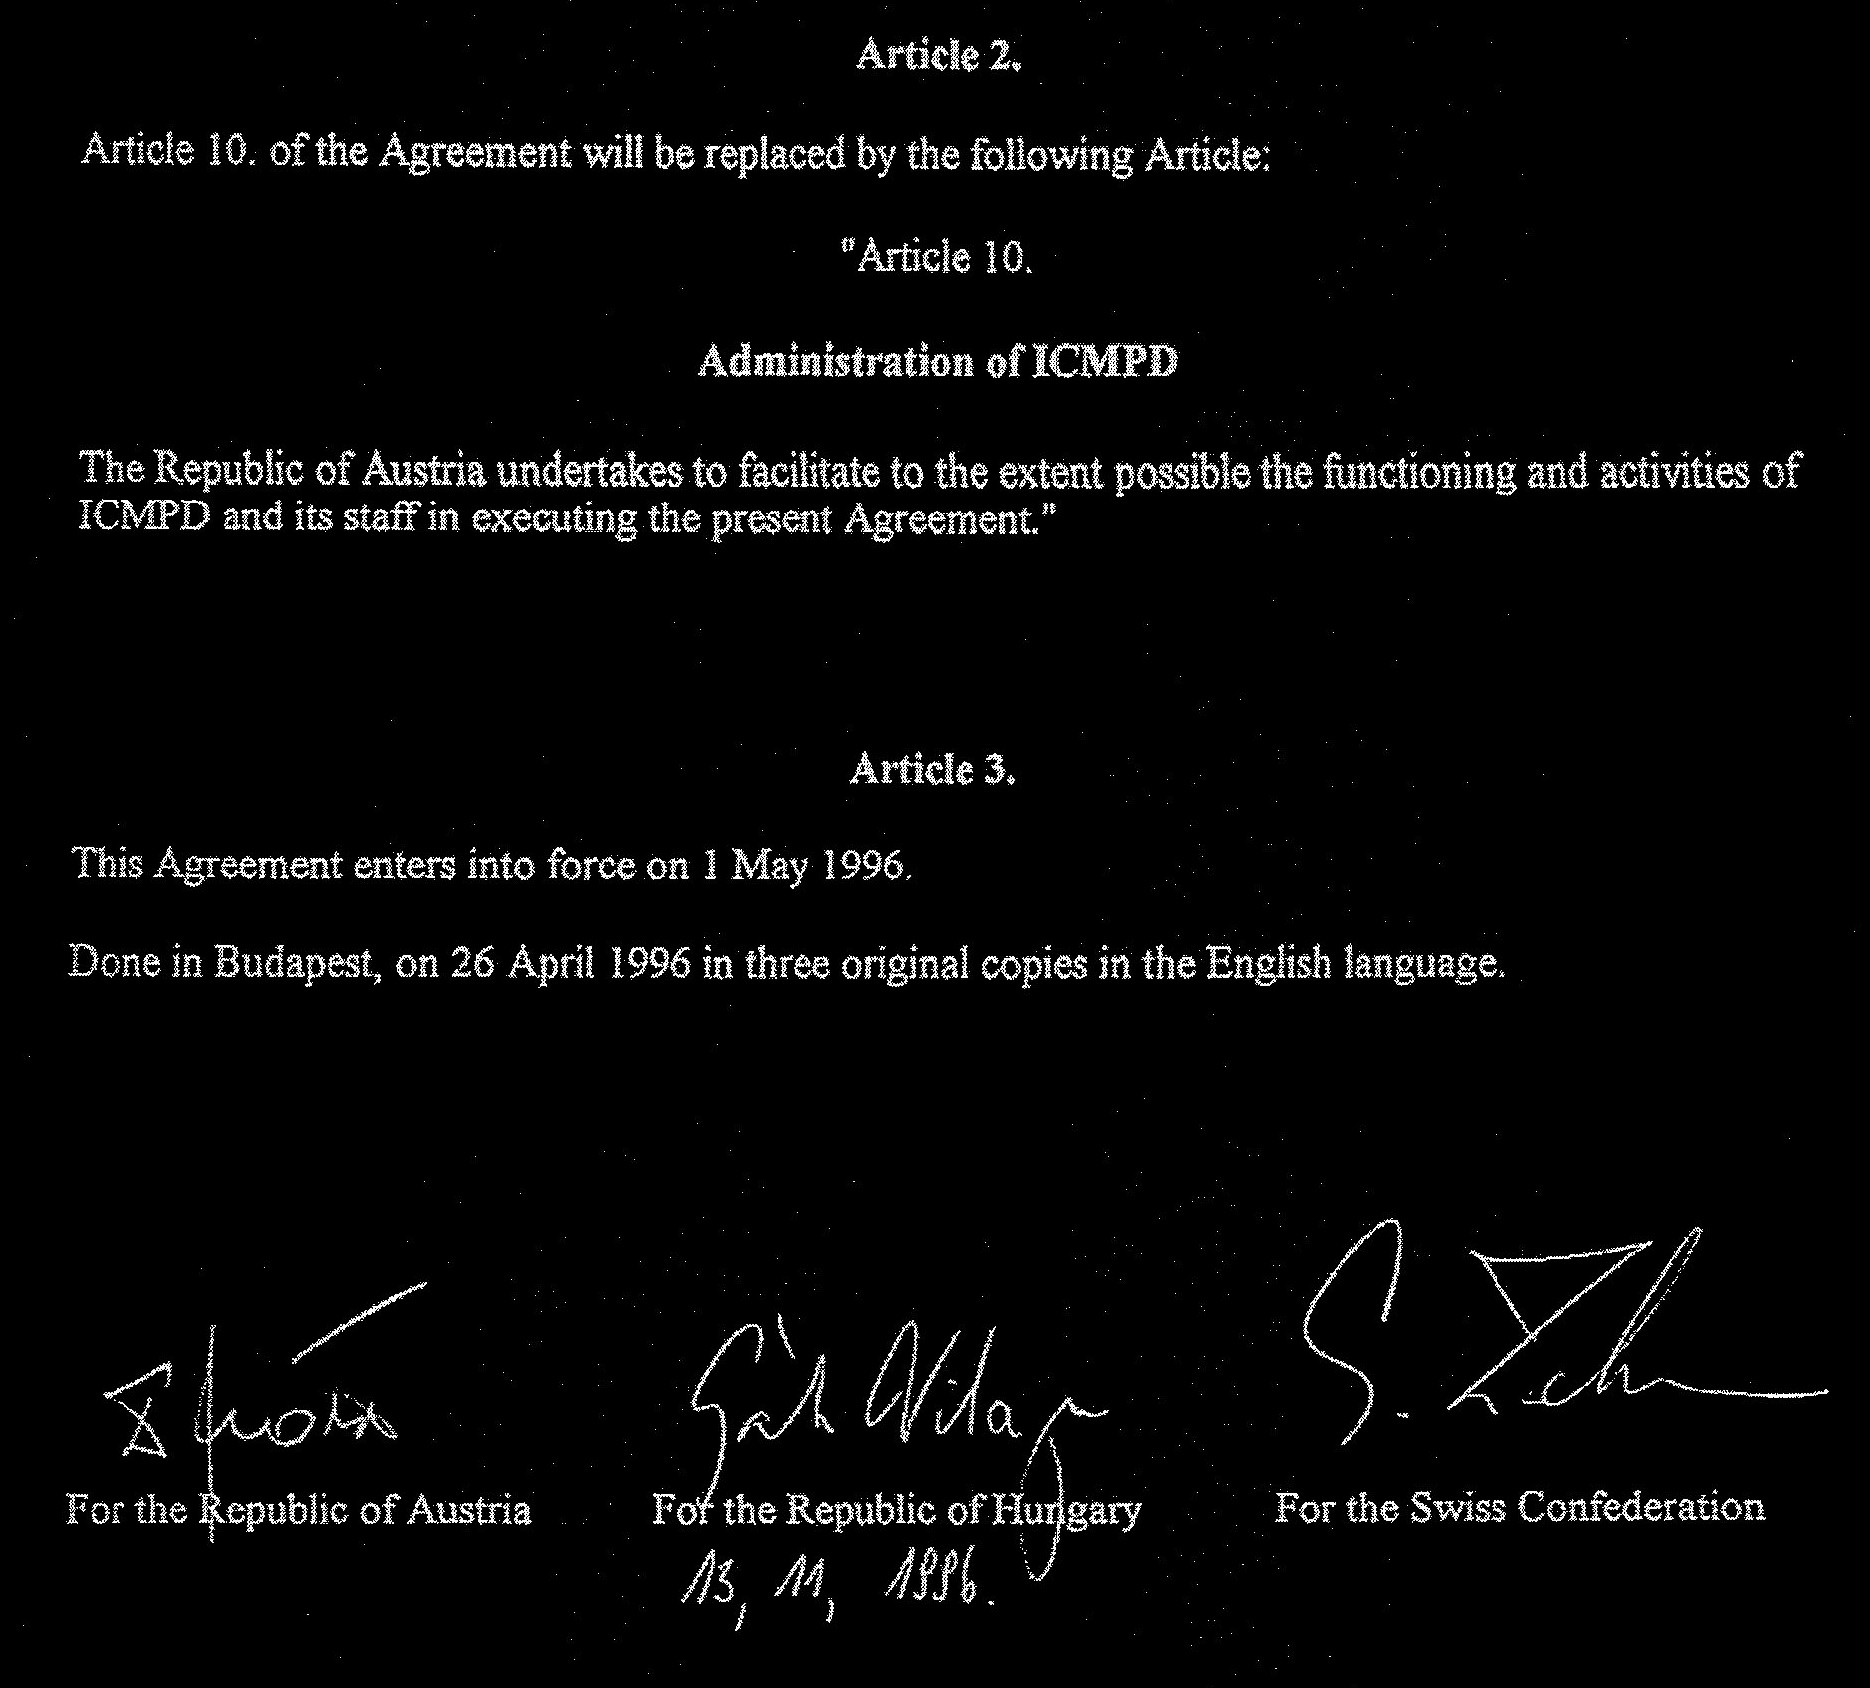 Article 2.
Article 10. of the Agreement will be replaced by the following Article:
"Article 10.
Administration of ICMPD
The Republic of Austria undertakes to facilitate to the extent possible the functioning and activities of
ICMPD and its staff in executing the present Agreement."
Article 3.
This Agreement enters into force on 1 May 1996.
Done in Budapest, on 26 April 1996 in three original copies in the English language.
For the Republic of Austria
For the Republic of Hungary
For the Swiss Confederation
13, 11, 1996.